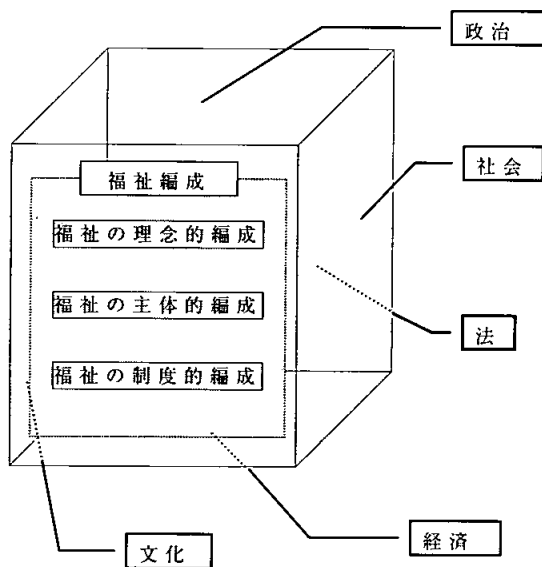 政治
社会
福祉編成
福祉の理念的編成
福祉の主体的編成
法
福祉の制度的編成
経済
文化